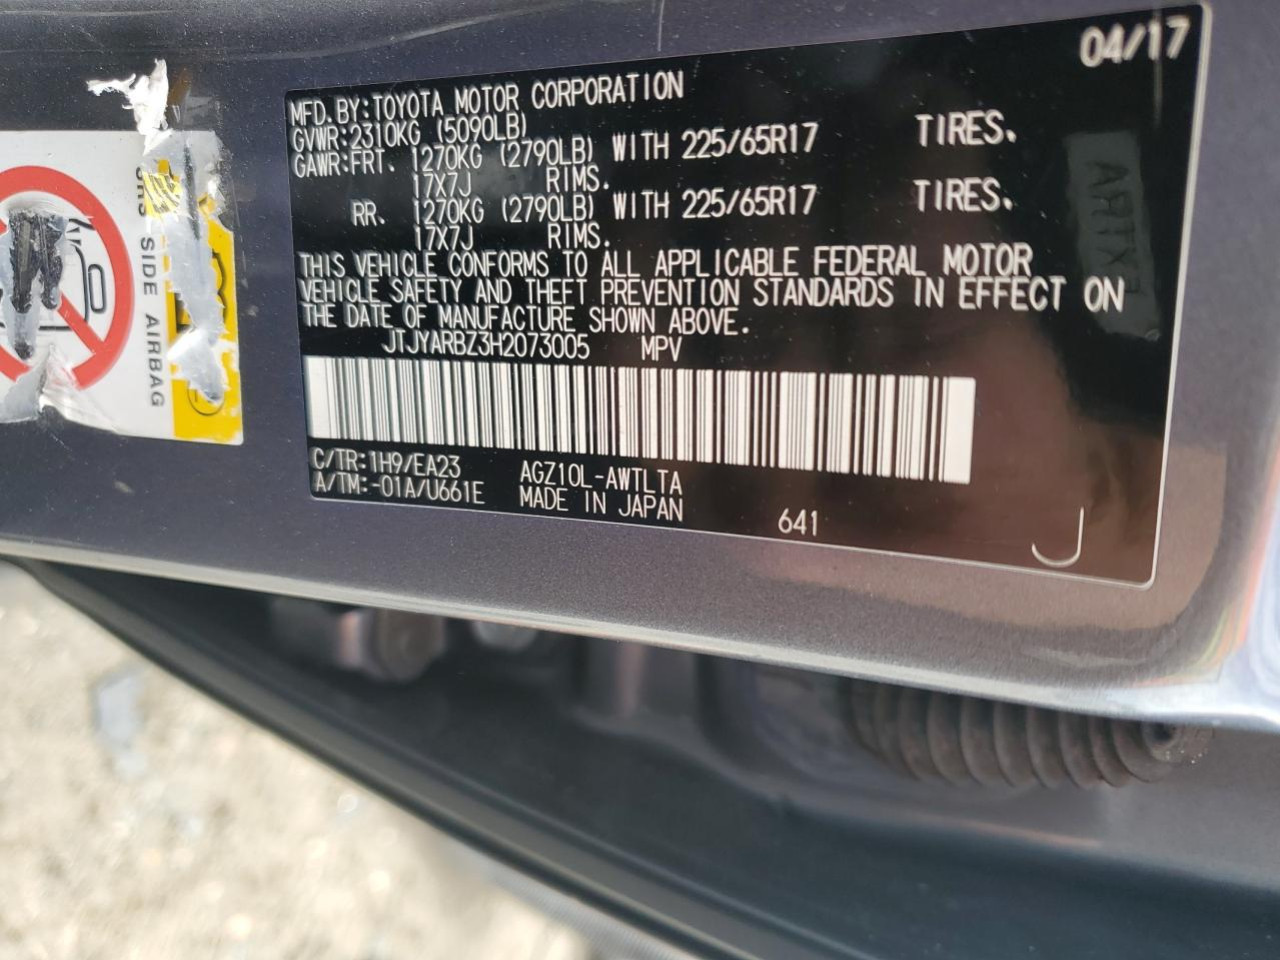 04/17
MFD.BY:TOYOTA MOTOR CORPORATION
GVWR:2310KG (5090LB)
GAWR:FRT. 1270KG (2790LB) WITH 225/65R17 TIRES.
17X7J RIMS.
RR. 1270KG (2790LB) WITH 225/65R17 TIRES.
17X7J RIMS.
THIS VEHICLE CONFORMS TO ALL APPLICABLE FEDERAL MOTOR
VEHICLE SAFETY AND THEFT PREVENTION STANDARDS IN EFFECT ON
THE DATE OF MANUFACTURE SHOWN ABOVE.
JTJYARBZ3H2073005 MPV
C/TR:1H9/EA23 AGZ10L-AWTLTA
A/TM:-01A/U661E MADE IN JAPAN
641
J
SRS SIDE AIRBAG